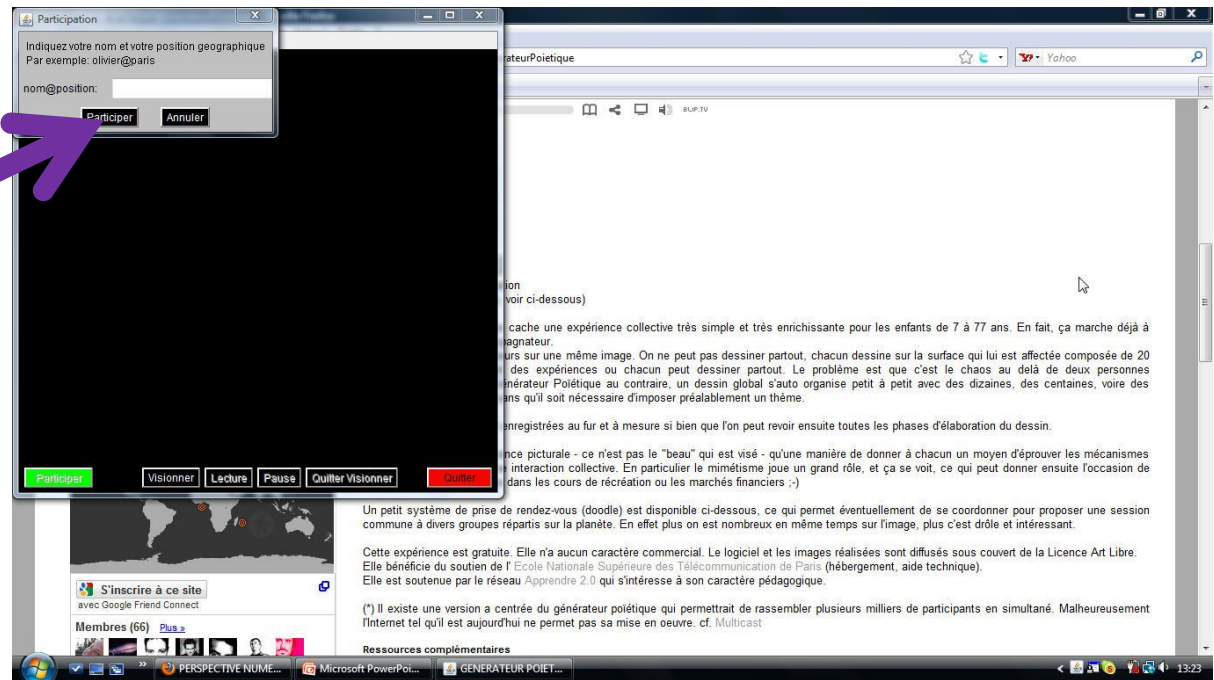 Participation
Indiquez votre nom et votre position geographique
Par exemple: olivier@paris
nom@position:
Participer Annuler
rateurPoietique
Yahoo
BLIP.TV
ion
voir ci-dessous)
cache une expérience collective très simple et très enrichissante pour les enfants de 7 à 77 ans. En fait, ça marche déjà à
pagnateur.
urs sur une même image. On ne peut pas dessiner partout, chacun dessine sur la surface qui lui est affectée composée de 20
des expériences ou chacun peut dessiner partout. Le problème est que c'est le chaos au delà de deux personnes
énérateur Poïétique au contraire, un dessin global s'auto organise petit à petit avec des dizaines, des centaines, voire des
ans qu'il soit nécessaire d'imposer préalablement un thème.
enregistrées au fur et à mesure si bien que l'on peut revoir ensuite toutes les phases d'élaboration du dessin.
nce picturale - ce n'est pas le "beau" qui est visé - qu'une manière de donner à chacun un moyen d'éprouver les mécanismes
interaction collective. En particulier le mimétisme joue un grand rôle, et ça se voit, ce qui peut donner ensuite l'occasion de
dans les cours de récréation ou les marchés financiers ;-)
Participer Visionner Lecture Pause Quitter Visionner Quitter
Un petit système de prise de rendez-vous (doodle) est disponible ci-dessous, ce qui permet éventuellement de se coordonner pour proposer une session
commune à divers groupes répartis sur la planète. En effet plus on est nombreux en même temps sur l'image, plus c'est drôle et intéressant.
Cette expérience est gratuite. Elle n'a aucun caractère commercial. Le logiciel et les images réalisées sont diffusés sous couvert de la Licence Art Libre.
Elle bénéficie du soutien de l' Ecole Nationale Supérieure des Télécommunication de Paris (hébergement, aide technique).
Elle est soutenue par le réseau Apprendre 2.0 qui s'intéresse à son caractère pédagogique.
(*) Il existe une version a centrée du générateur poïétique qui permettrait de rassembler plusieurs milliers de participants en simultané. Malheureusement
l'Internet tel qu'il est aujourd'hui ne permet pas sa mise en oeuvre. cf. Multicast
Ressources complémentaires
S'inscrire à ce site
avec Google Friend Connect
Membres (66) Plus »
PERSPECTIVE NUME... Microsoft PowerPoi... GENERATEUR POIET... 13:23